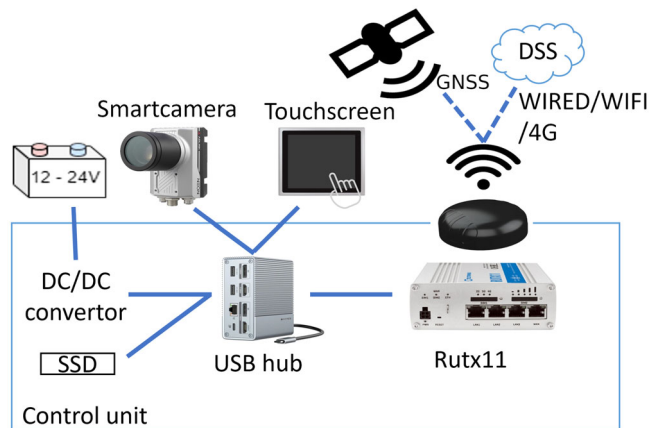 DSS
GNSS
WIRED/WIFI
/4G
Smartcamera
Touchscreen
12 - 24V
DC/DC
convertor
SSD
USB hub
Rutx11
Control unit